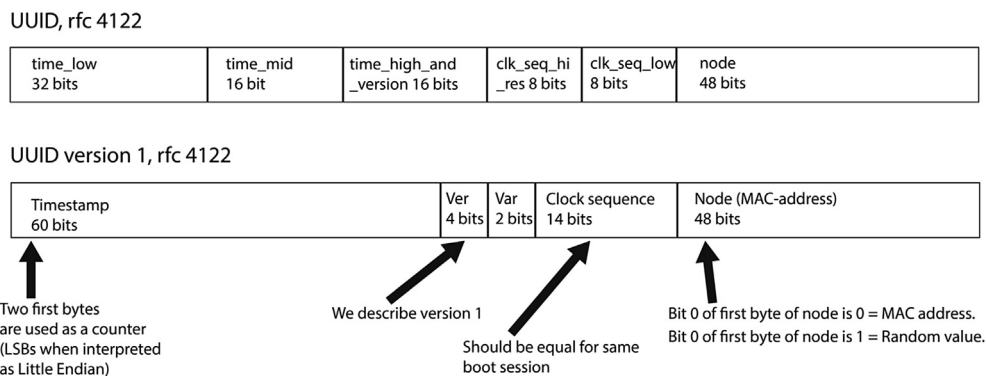 UUID, rfc 4122
time_low
32 bits
time_mid
16 bit
time_high_and
_version 16 bits
clk_seq_hi
_res 8 bits
clk_seq_low
8 bits
node
48 bits
UUID version 1, rfc 4122
Timestamp
60 bits
Ver
4 bits
Var
2 bits
Clock sequence
14 bits
Node (MAC-address)
48 bits
Two first bytes
are used as a counter
(LSBs when interpreted
as Little Endian)
We describe version 1
Should be equal for same
boot session
Bit 0 of first byte of node is 0 = MAC address.
Bit 0 of first byte of node is 1 = Random value.